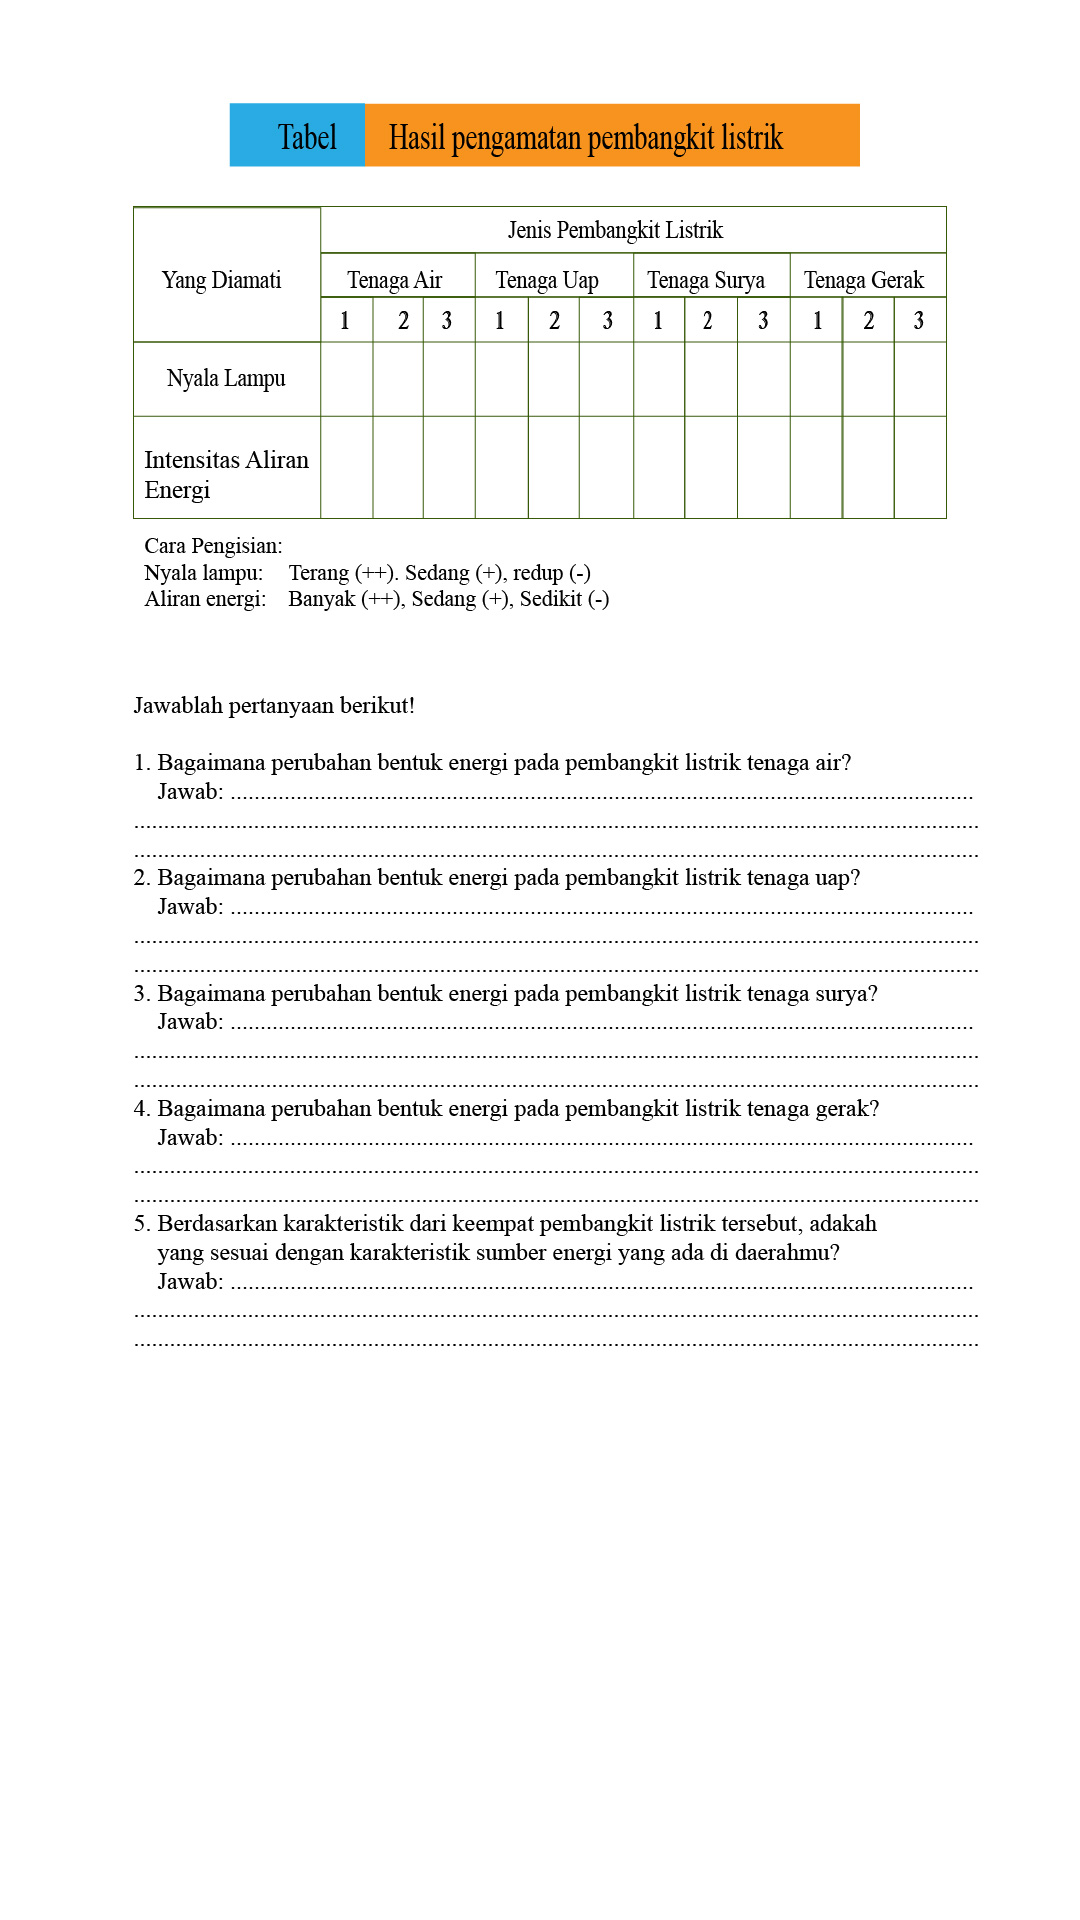 Tabel Hasil pengamatan pembangkit listrik
Jenis Pembangkit Listrik
Yang Diamati Tenaga Air Tenaga Uap Tenaga Surya Tenaga Gerak
1 2 3 1 2 3 1 2 3 1 2 3
Nyala Lampu
Intensitas Aliran
Energi
Cara Pengisian:
Nyala lampu: Terang (++). Sedang (+), redup (-)
Aliran energi: Banyak (++), Sedang (+), Sedikit (-)
Jawablah pertanyaan berikut!
1. Bagaimana perubahan bentuk energi pada pembangkit listrik tenaga air?
Jawab: ............................................................................................................................
.............................................................................................................................................
.............................................................................................................................................
2. Bagaimana perubahan bentuk energi pada pembangkit listrik tenaga uap?
Jawab: ............................................................................................................................
.............................................................................................................................................
.............................................................................................................................................
3. Bagaimana perubahan bentuk energi pada pembangkit listrik tenaga surya?
Jawab: ............................................................................................................................
.............................................................................................................................................
.............................................................................................................................................
4. Bagaimana perubahan bentuk energi pada pembangkit listrik tenaga gerak?
Jawab: ............................................................................................................................
.............................................................................................................................................
.............................................................................................................................................
5. Berdasarkan karakteristik dari keempat pembangkit listrik tersebut, adakah
yang sesuai dengan karakteristik sumber energi yang ada di daerahmu?
Jawab: ............................................................................................................................
.............................................................................................................................................
.............................................................................................................................................